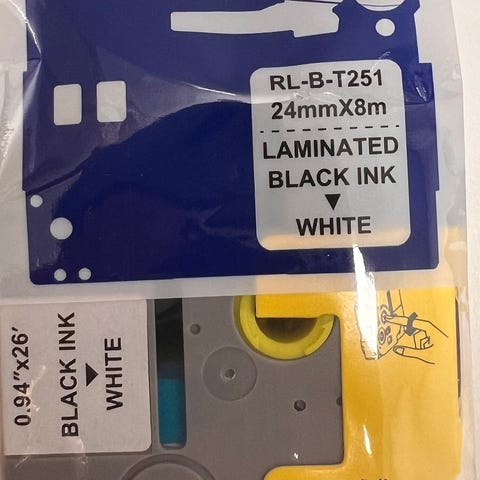 RL-B-T251
24mmX8m
LAMINATED
BLACK INK
▼
WHITE
0.94"x26'
BLACK INK
▼
WHITE